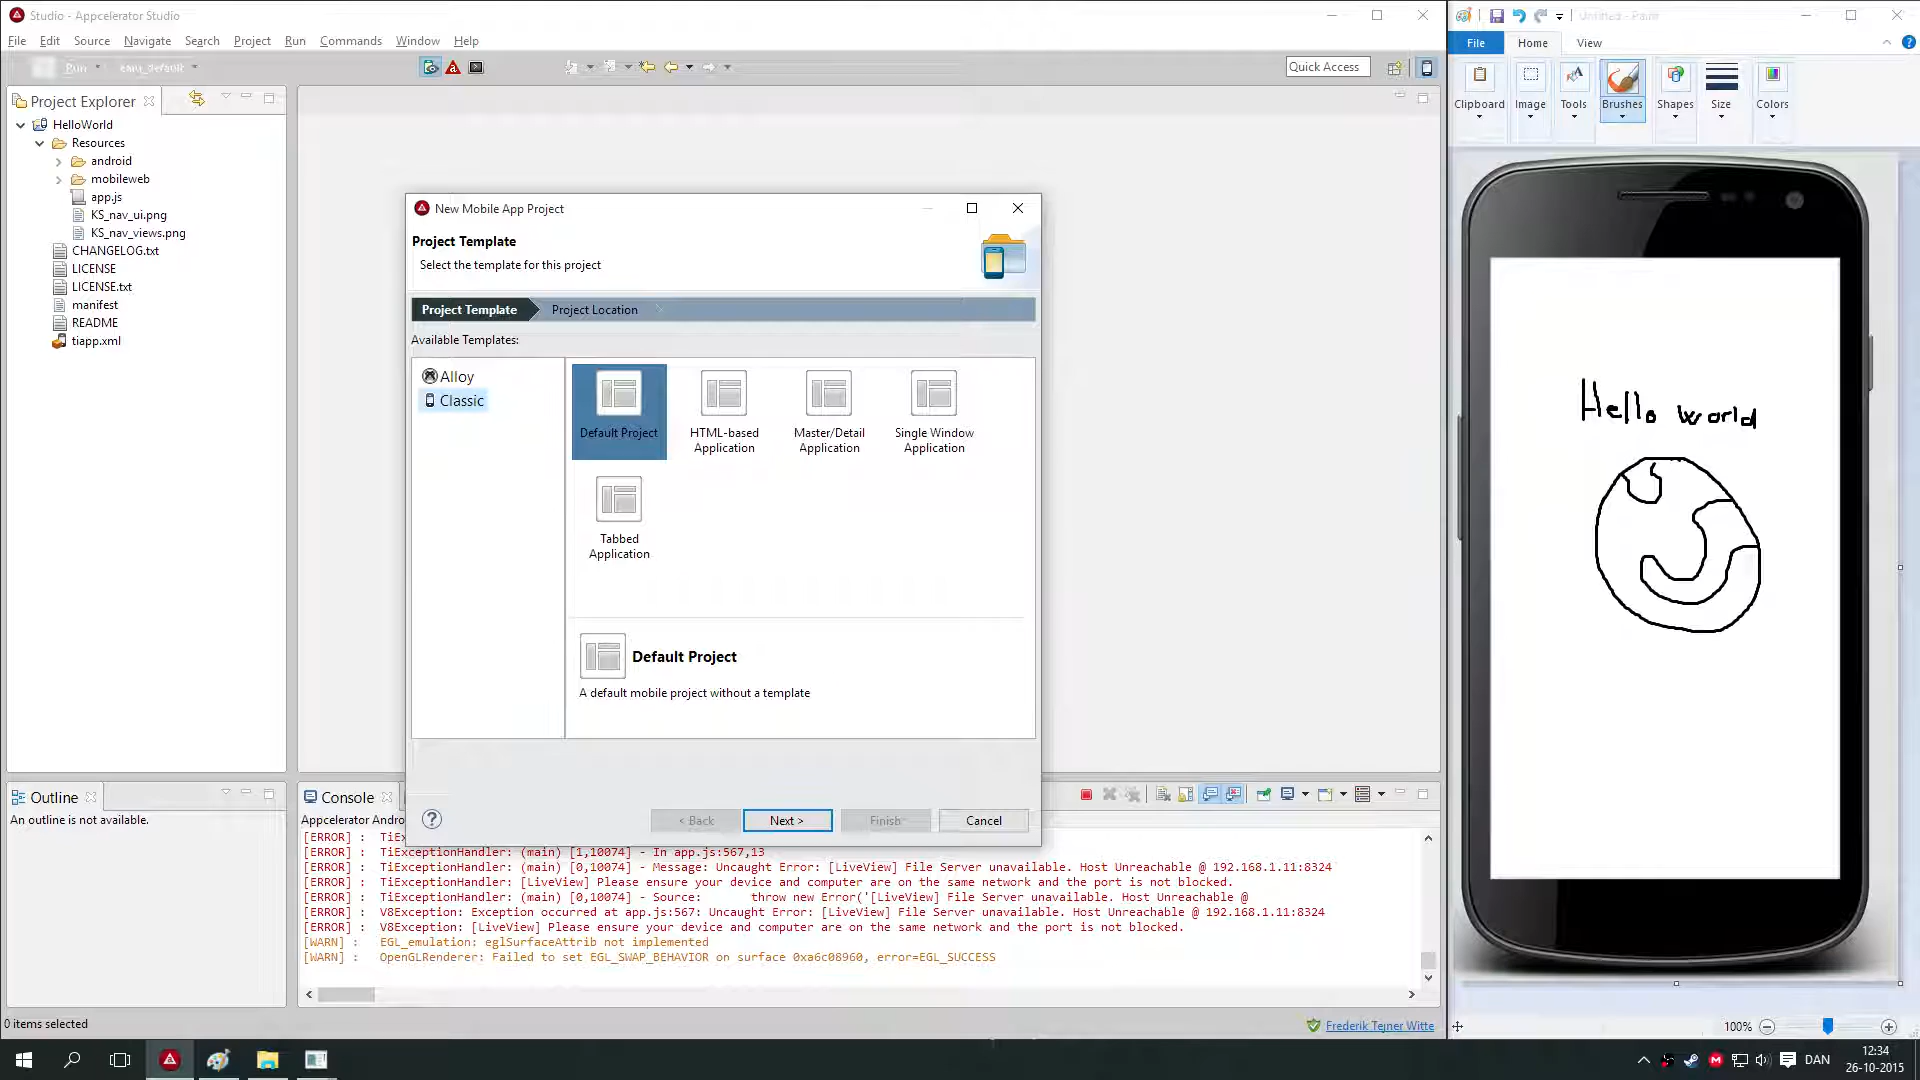 Studio - Appcelerator Studio
File Edit Source Navigate Search Project Run Commands Window Help
Run
Quick Access
Project Explorer
HelloWorld
Resources
android
mobileweb
app.js
KS_nav_ui.png
KS_nav_views.png
CHANGELOG.txt
LICENSE
LICENSE.txt
manifest
README
tiapp.xml
New Mobile App Project
Project Template
Select the template for this project
Project Template Project Location
Available Templates:
Alloy
Classic
Default Project
HTML-based
Application
Master/Detail
Application
Single Window
Application
Tabbed
Application
Default Project
A default mobile project without a template
< Back Next > Finish Cancel
Outline
An outline is not available.
Console
Appcelerator Andro
[ERROR] : TiEx
[ERROR] : TiExceptionHandler: (main) [1,10074] - In app.js:567,13
[ERROR] : TiExceptionHandler: (main) [0,10074] - Message: Uncaught Error: [LiveView] File Server unavailable. Host Unreachable @ 192.168.1.11:8324
[ERROR] : TiExceptionHandler: [LiveView] Please ensure your device and computer are on the same network and the port is not blocked.
[ERROR] : TiExceptionHandler: (main) [0,10074] - Source: throw new Error('[LiveView] File Server unavailable. Host Unreachable @
[ERROR] : V8Exception: Exception occurred at app.js:567: Uncaught Error: [LiveView] File Server unavailable. Host Unreachable @ 192.168.1.11:8324
[ERROR] : V8Exception: [LiveView] Please ensure your device and computer are on the same network and the port is not blocked.
[WARN] : EGL_emulation: eglSurfaceAttrib not implemented
[WARN] : OpenGLRenderer: Failed to set EGL_SWAP_BEHAVIOR on surface 0xa6c08960, error=EGL_SUCCESS
0 items selected
Frederik Tejner Witte
Untitled - Paint
File Home View
Clipboard Image Tools Brushes Shapes Size Colors
Hello world
100%
DAN
12:34
26-10-2015